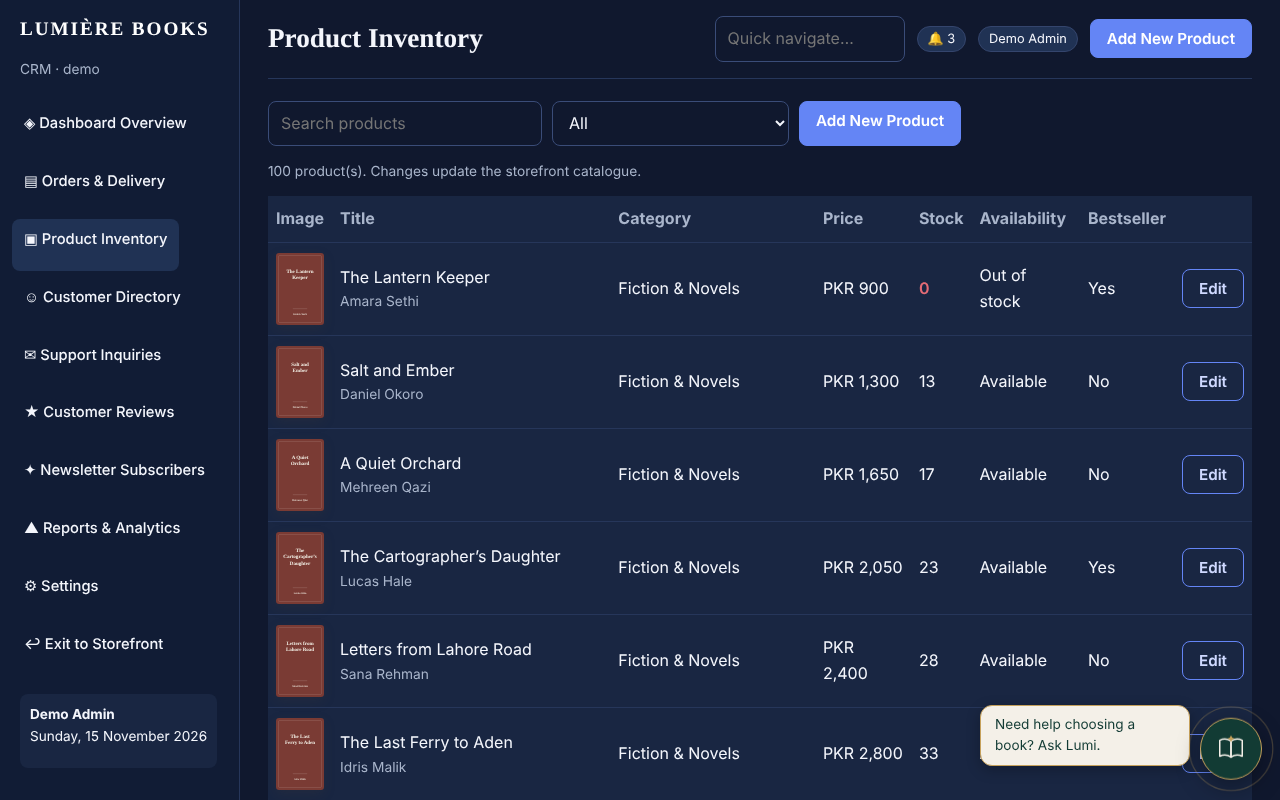 LUMIÈRE BOOKS
CRM · demo
◈ Dashboard Overview
▤ Orders & Delivery
▣ Product Inventory
☺ Customer Directory
✉ Support Inquiries
★ Customer Reviews
✦ Newsletter Subscribers
▲ Reports & Analytics
⚙ Settings
↩ Exit to Storefront
Demo Admin
Sunday, 15 November 2026
Product Inventory
Quick navigate...
🔔 3
Demo Admin
Add New Product
Search products
All
Add New Product
100 product(s). Changes update the storefront catalogue.
Image Title Category Price Stock Availability Bestseller
The Lantern
Keeper
The Lantern Keeper
Amara Sethi
Fiction & Novels
PKR 900
0
Out of
stock
Yes
Edit
Salt and
Ember
Salt and Ember
Daniel Okoro
Fiction & Novels
PKR 1,300
13
Available
No
Edit
A Quiet
Orchard
A Quiet Orchard
Mehreen Qazi
Fiction & Novels
PKR 1,650
17
Available
No
Edit
The
Cartographer's
Daughter
The Cartographer’s Daughter
Lucas Hale
Fiction & Novels
PKR 2,050
23
Available
Yes
Edit
Letters from
Lahore Road
Letters from Lahore Road
Sana Rehman
Fiction & Novels
PKR
2,400
28
Available
No
Edit
The Last
Ferry to Aden
The Last Ferry to Aden
Idris Malik
Fiction & Novels
PKR 2,800
33
Need help choosing a
book? Ask Lumi.